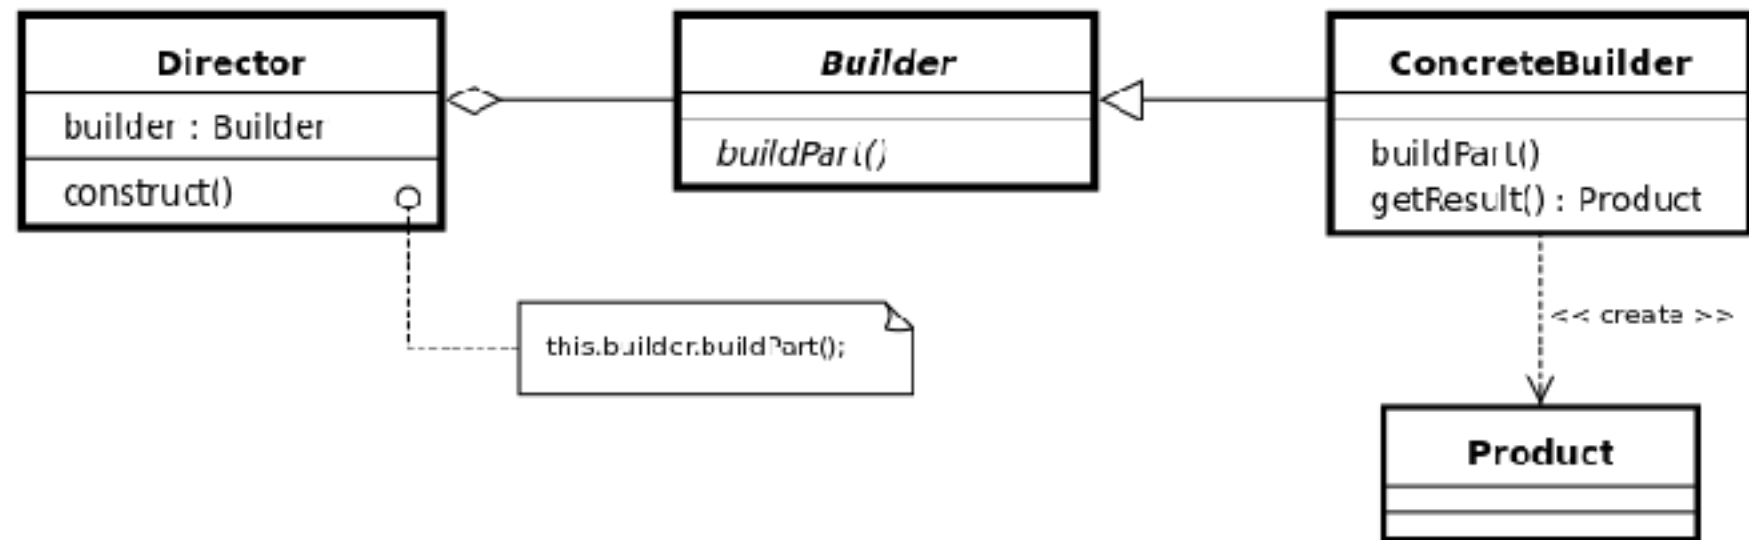 Director
builder : Builder
construct()
Builder
buildPart()
ConcreteBuilder
buildPart()
getResult() : Product
this.builder.buildPart();
<< create >>
Product